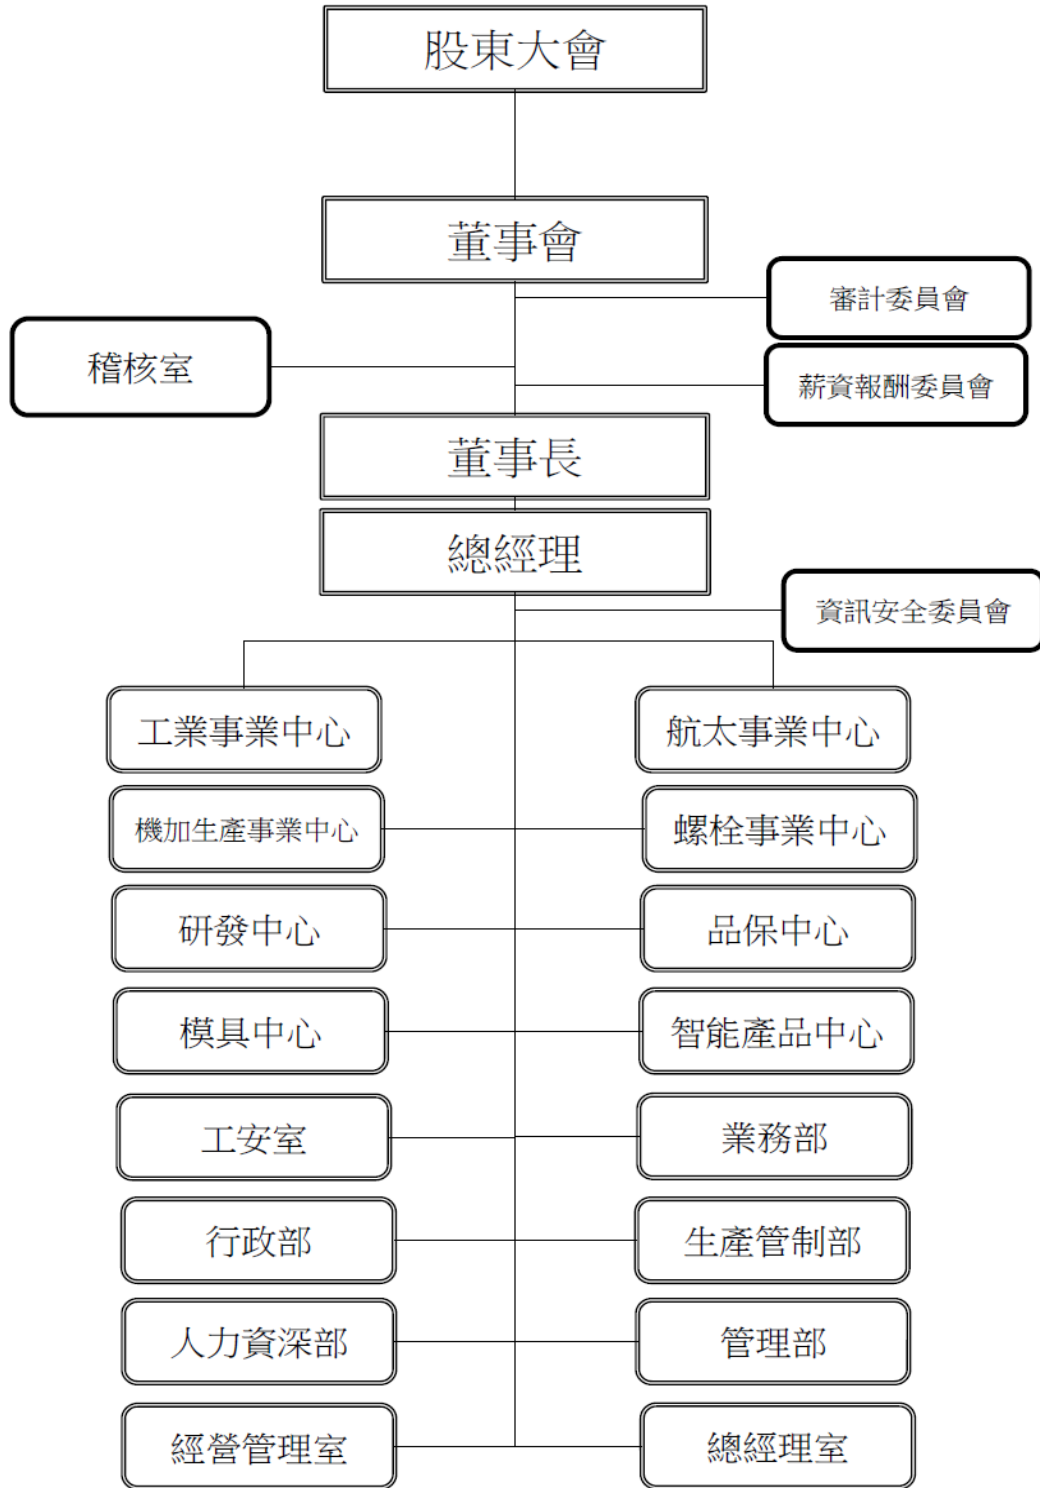 股東大會
董事會
審計委員會
稽核室
薪資報酬委員會
董事長
總經理
資訊安全委員會
工業事業中心
航太事業中心
機加生產事業中心
螺栓事業中心
研發中心
品保中心
模具中心
智能產品中心
工安室
業務部
行政部
生產管制部
人力資深部
管理部
經營管理室
總經理室